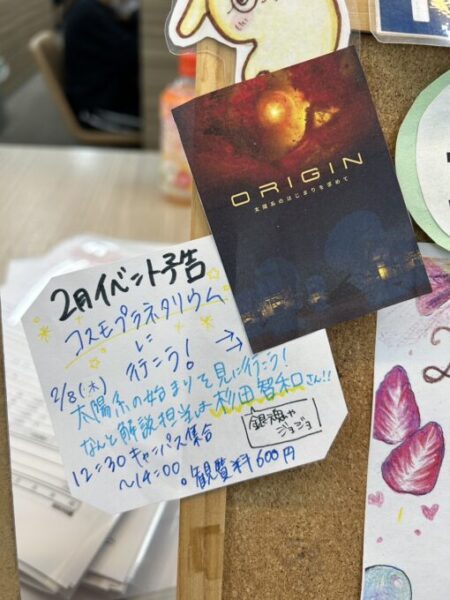 ORIGIN
太陽系のはじまりを求めて
2月イベント予告
コスモプラネタリウム
に
行こう! →
2/8(木)
太陽系の始まりを見に行こう!
なんと解説担当は杉田智和さん!!
銀魂や
ジョジョ
12:30 キャンパス集合
~14:00 。観覧料600円